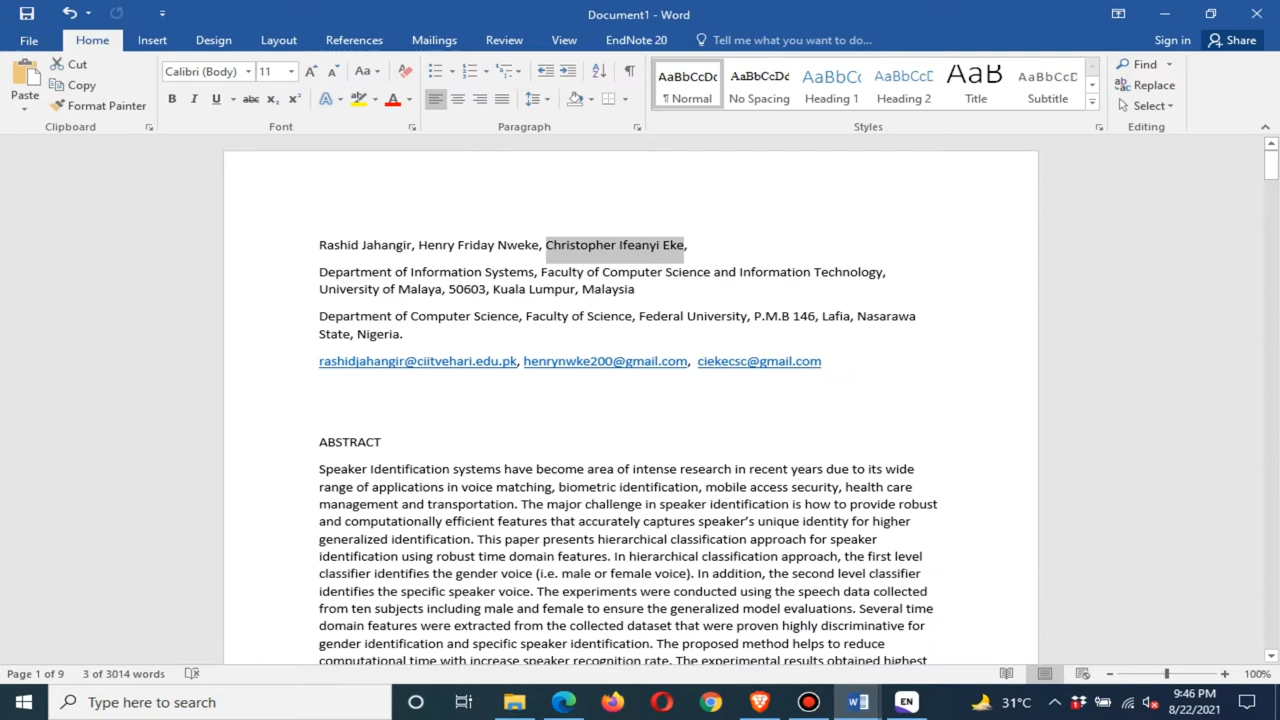 Document1 - Word
File Home Insert Design Layout References Mailings Review View EndNote 20 Tell me what you want to do... Sign in Share
Paste Cut Copy Format Painter
Calibri (Body) 11 Aa
B I U abc x₂ x² A A
AaBbCcDc AaBbCcDd AaBbCc AaBbCcD AaB AaBbCcD
¶ Normal No Spacing Heading 1 Heading 2 Title Subtitle
Find
Replace
Select
Clipboard Font Paragraph Styles Editing
Rashid Jahangir, Henry Friday Nweke, Christopher Ifeanyi Eke,
Department of Information Systems, Faculty of Computer Science and Information Technology,
University of Malaya, 50603, Kuala Lumpur, Malaysia
Department of Computer Science, Faculty of Science, Federal University, P.M.B 146, Lafia, Nasarawa
State, Nigeria.
rashidjahangir@ciitvehari.edu.pk, henrynwke200@gmail.com, ciekecsc@gmail.com
ABSTRACT
Speaker Identification systems have become area of intense research in recent years due to its wide
range of applications in voice matching, biometric identification, mobile access security, health care
management and transportation. The major challenge in speaker identification is how to provide robust
and computationally efficient features that accurately captures speaker’s unique identity for higher
generalized identification. This paper presents hierarchical classification approach for speaker
identification using robust time domain features. In hierarchical classification approach, the first level
classifier identifies the gender voice (i.e. male or female voice). In addition, the second level classifier
identifies the specific speaker voice. The experiments were conducted using the speech data collected
from ten subjects including male and female to ensure the generalized model evaluations. Several time
domain features were extracted from the collected dataset that were proven highly discriminative for
gender identification and specific speaker identification. The proposed method helps to reduce
computational time with increase speaker recognition rate. The experimental results obtained highest
Page 1 of 9 3 of 3014 words 100%
Type here to search EN 31°C 9:46 PM
8/22/2021